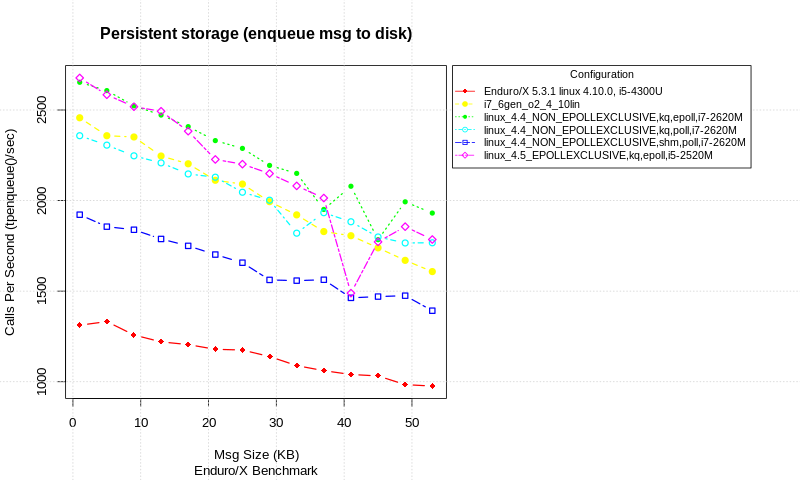 Persistent storage (enqueue msg to disk)
Calls Per Second (tpenqueue()/sec)
2500
2000
1500
1000
0 10 20 30 40 50
Msg Size (KB)
Enduro/X Benchmark
Configuration
Enduro/X 5.3.1 linux 4.10.0, i5-4300U
i7_6gen_o2_4_10lin
linux_4.4_NON_EPOLLEXCLUSIVE,kq,epoll,i7-2620M
linux_4.4_NON_EPOLLEXCLUSIVE,kq,poll,i7-2620M
linux_4.4_NON_EPOLLEXCLUSIVE,shm,poll,i7-2620M
linux_4.5_EPOLLEXCLUSIVE,kq,epoll,i5-2520M